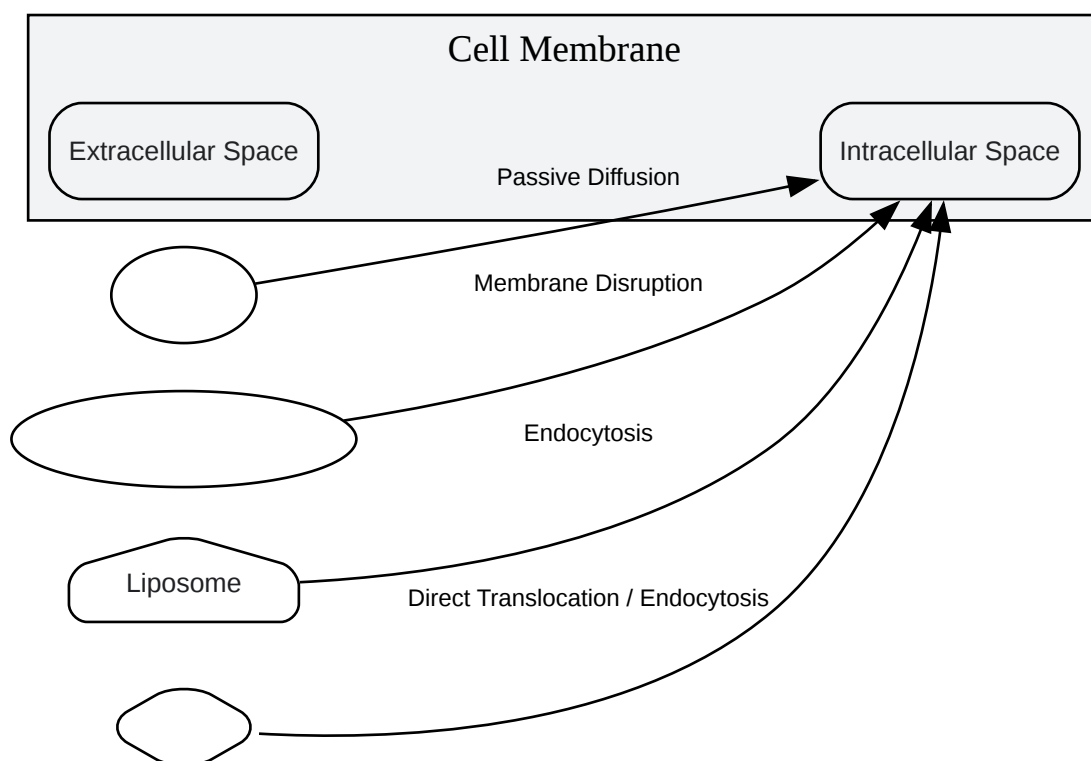 Cell Membrane
Extracellular Space
Intracellular Space
Passive Diffusion
Membrane Disruption
Endocytosis
Liposome
Direct Translocation / Endocytosis